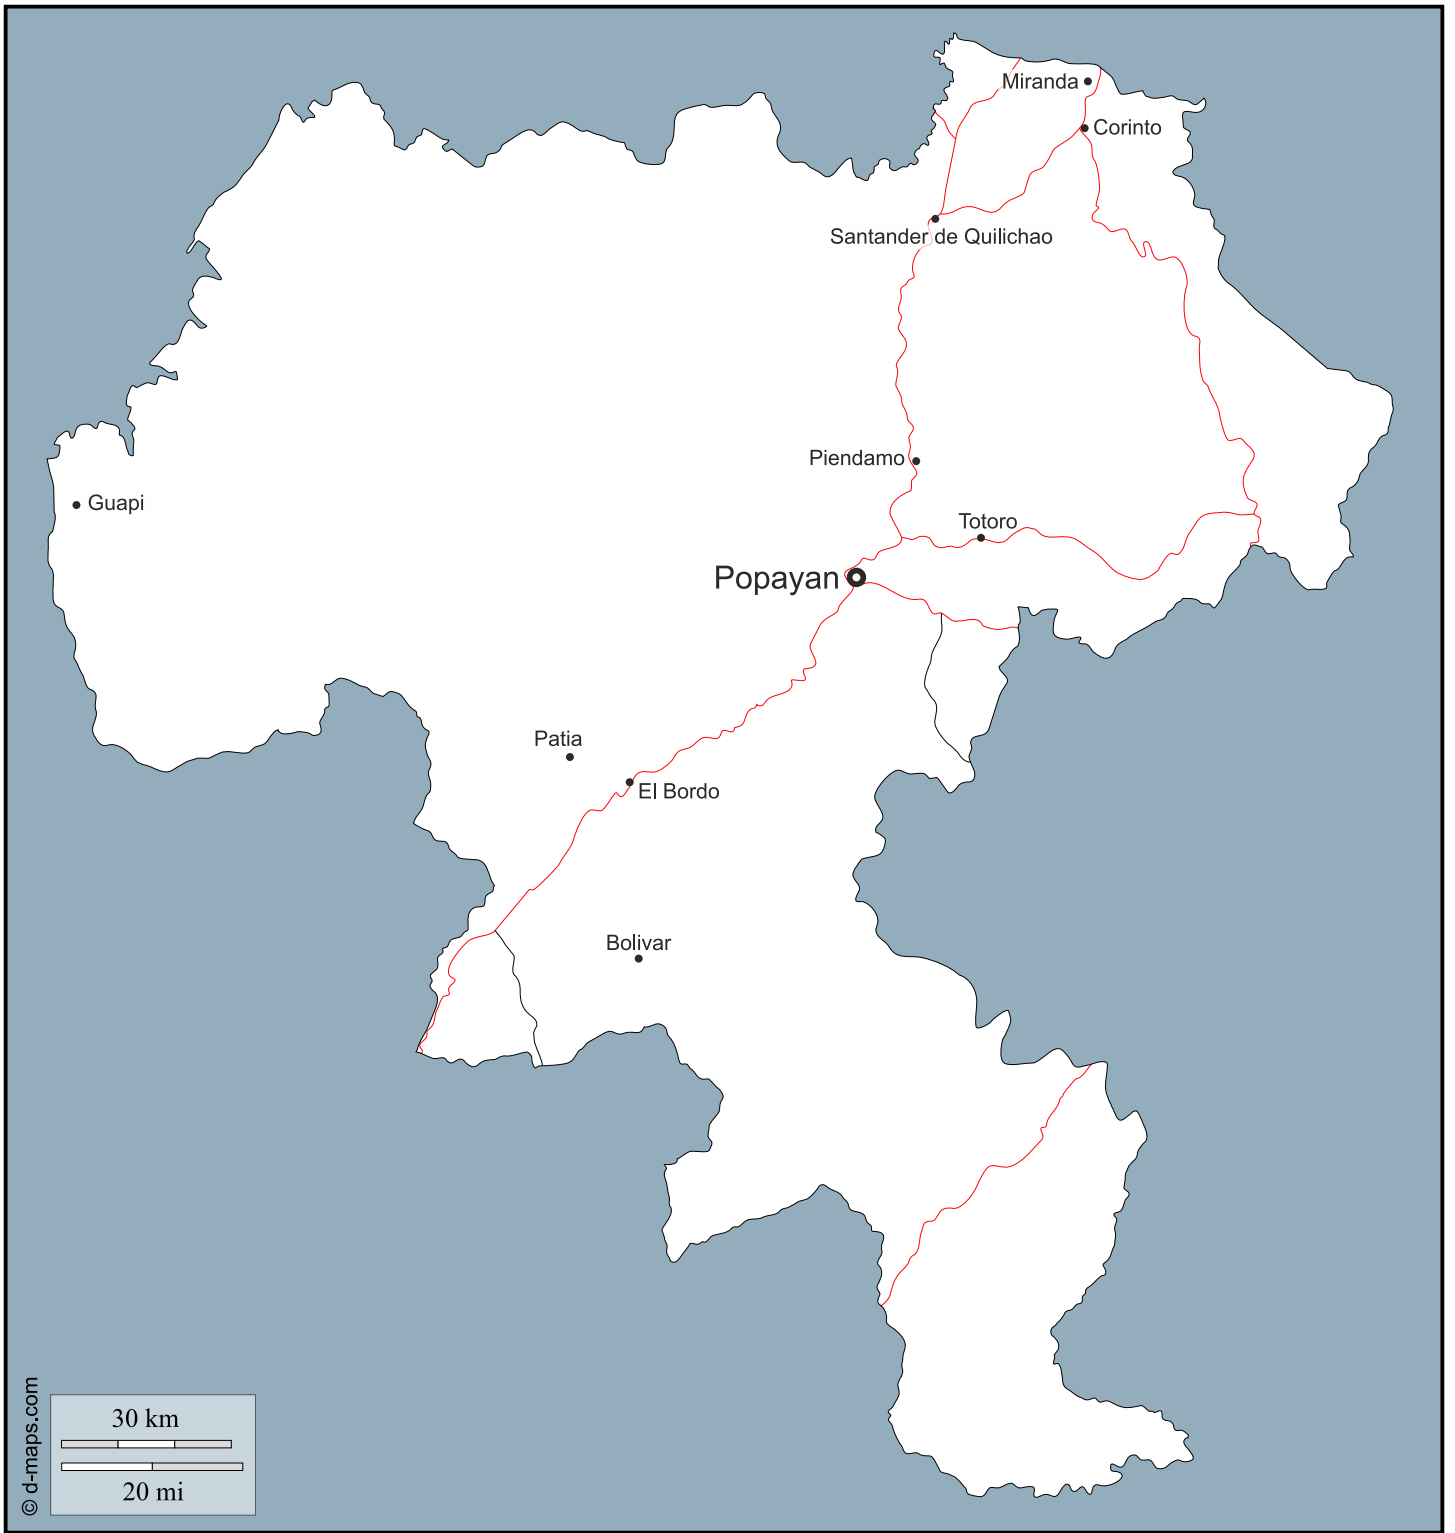 Miranda
Corinto
Santander de Quilichao
Piendamo
Guapi
Totoro
Popayan
Patia
El Bordo
Bolivar
© d-maps.com
30 km
20 mi